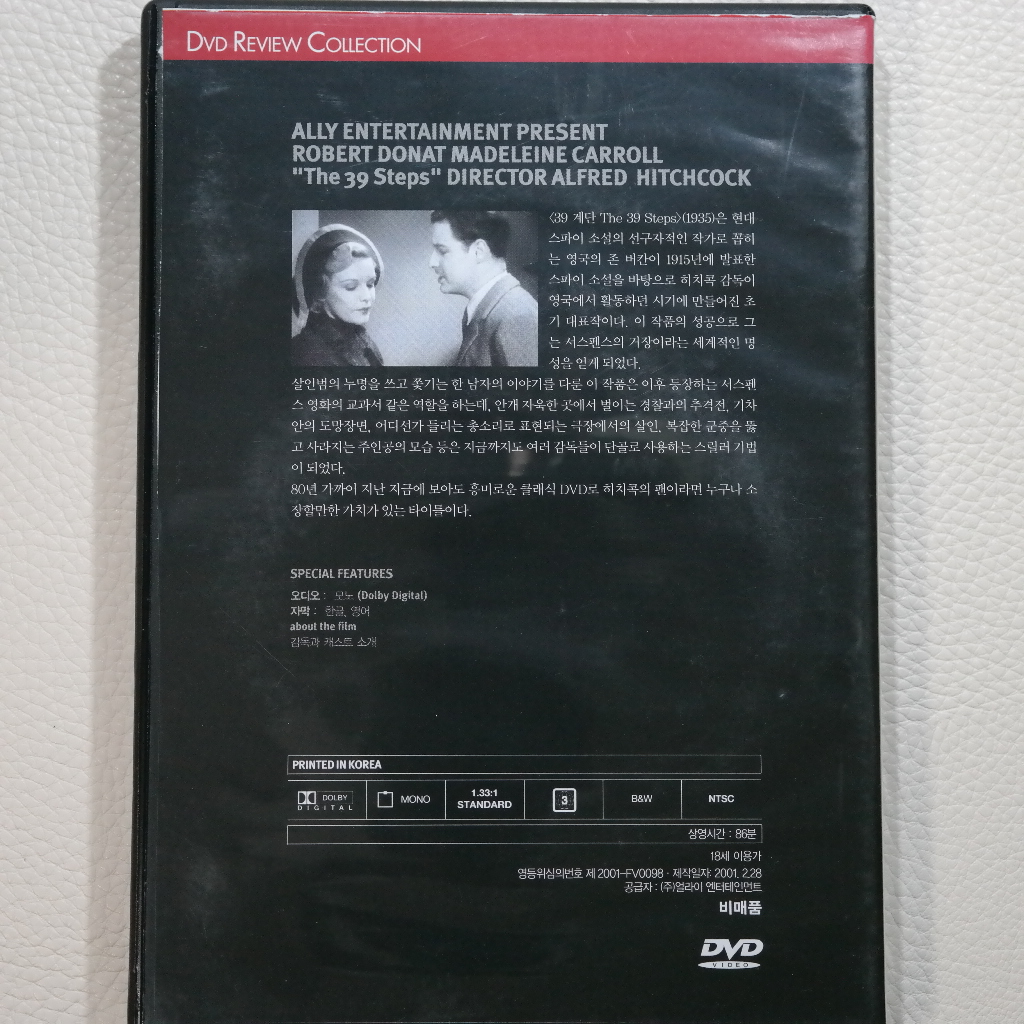 DVD REVIEW COLLECTION
ALLY ENTERTAINMENT PRESENT
ROBERT DONAT MADELEINE CARROLL
"The 39 Steps" DIRECTOR ALFRED HITCHCOCK
〈39 계단 The 39 Steps〉(1935)은 현대
스파이 소설의 선구자적인 작가로 꼽히
는 영국의 존 버칸이 1915년에 발표한
스파이 소설을 바탕으로 히치콕 감독이
영국에서 활동하던 시기에 만들어진 초
기 대표작이다. 이 작품의 성공으로 그
는 서스펜스의 거장이라는 세계적인 명
성을 얻게 되었다.
살인범의 누명을 쓰고 쫓기는 한 남자의 이야기를 다룬 이 작품은 이후 등장하는 서스펜
스 영화의 교과서 같은 역할을 하는데, 안개 자욱한 곳에서 벌이는 경찰과의 추격전, 기차
안의 도망장면, 어디선가 들리는 총소리로 표현되는 극장에서의 살인, 복잡한 군중을 뚫
고 사라지는 주인공의 모습 등은 지금까지도 여러 감독들이 단골로 사용하는 스릴러 기법
이 되었다.
80년 가까이 지난 지금에 보아도 흥미로운 클래식 DVD로 히치콕의 팬이라면 누구나 소
장할만한 가치가 있는 타이틀이다.
SPECIAL FEATURES
오디오 : 모노 (Dolby Digital)
자막 : 한글, 영어
about the film
감독과 캐스트 소개
PRINTED IN KOREA
DOLBY DIGITAL
MONO
1.33:1 STANDARD
3
B&W
NTSC
상영시간 : 86분
18세 이용가
영등위심의번호 제 2001-FV0098 · 제작일자: 2001. 2.28
공급자 : (주)얼라이 엔터테인먼트
비매품
DVD
VIDEO